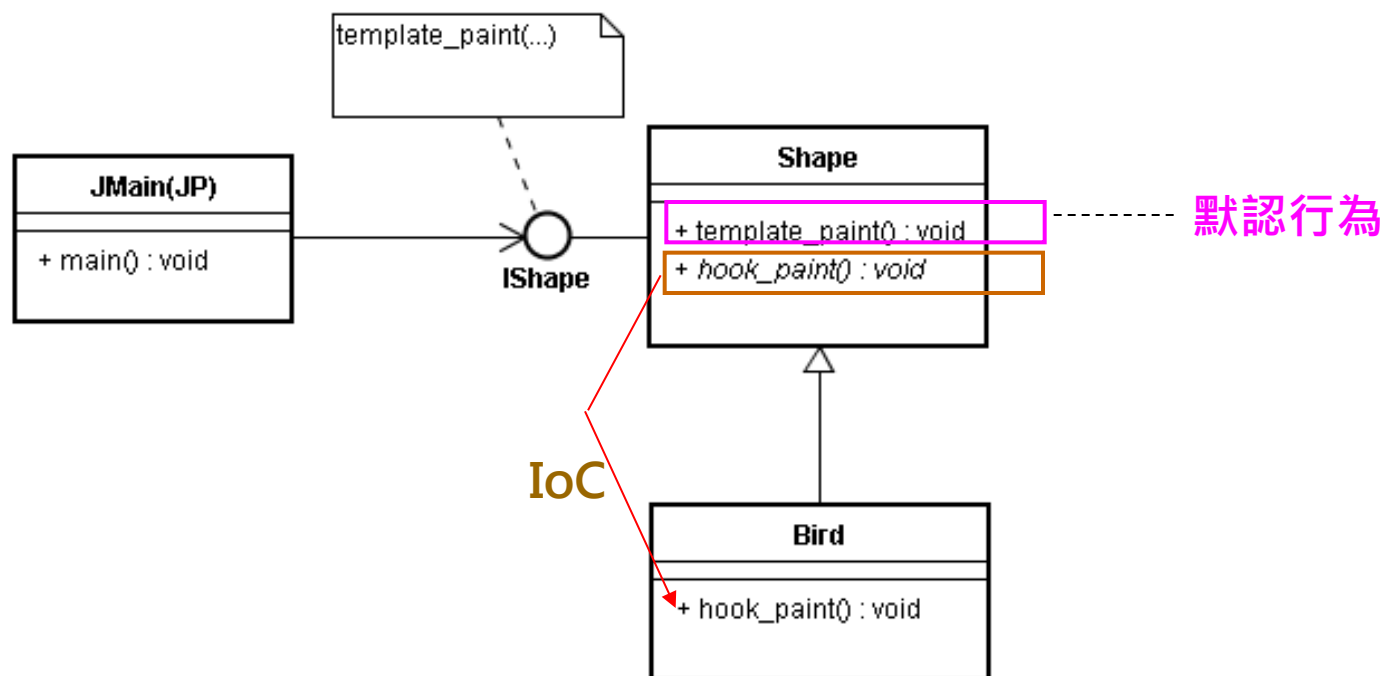 template_paint(...)
JMain(JP)
+ main() : void
IShape
Shape
+ template_paint() : void
+ hook_paint() : void
默認行為
IoC
Bird
+ hook_paint() : void